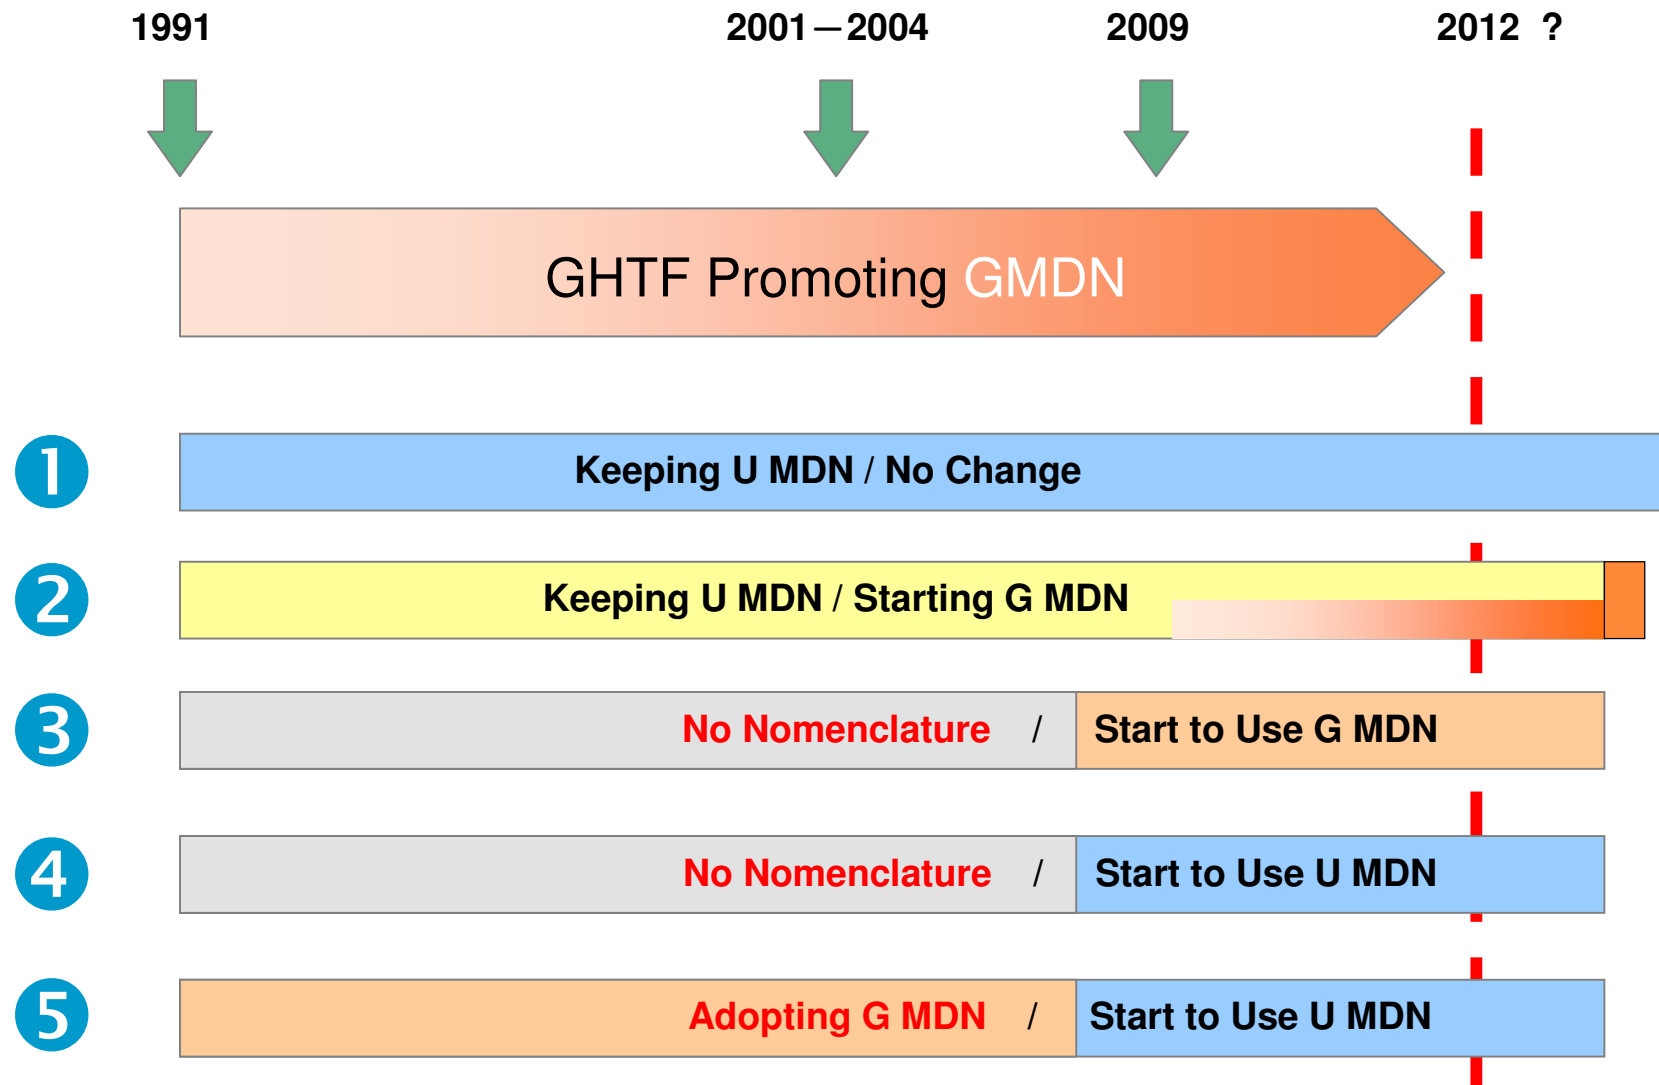 1991 2001–2004 2009 2012 ?
GHTF Promoting GMDN
1 Keeping U MDN / No Change
2 Keeping U MDN / Starting G MDN
3 No Nomenclature / Start to Use G MDN
4 No Nomenclature / Start to Use U MDN
5 Adopting G MDN / Start to Use U MDN